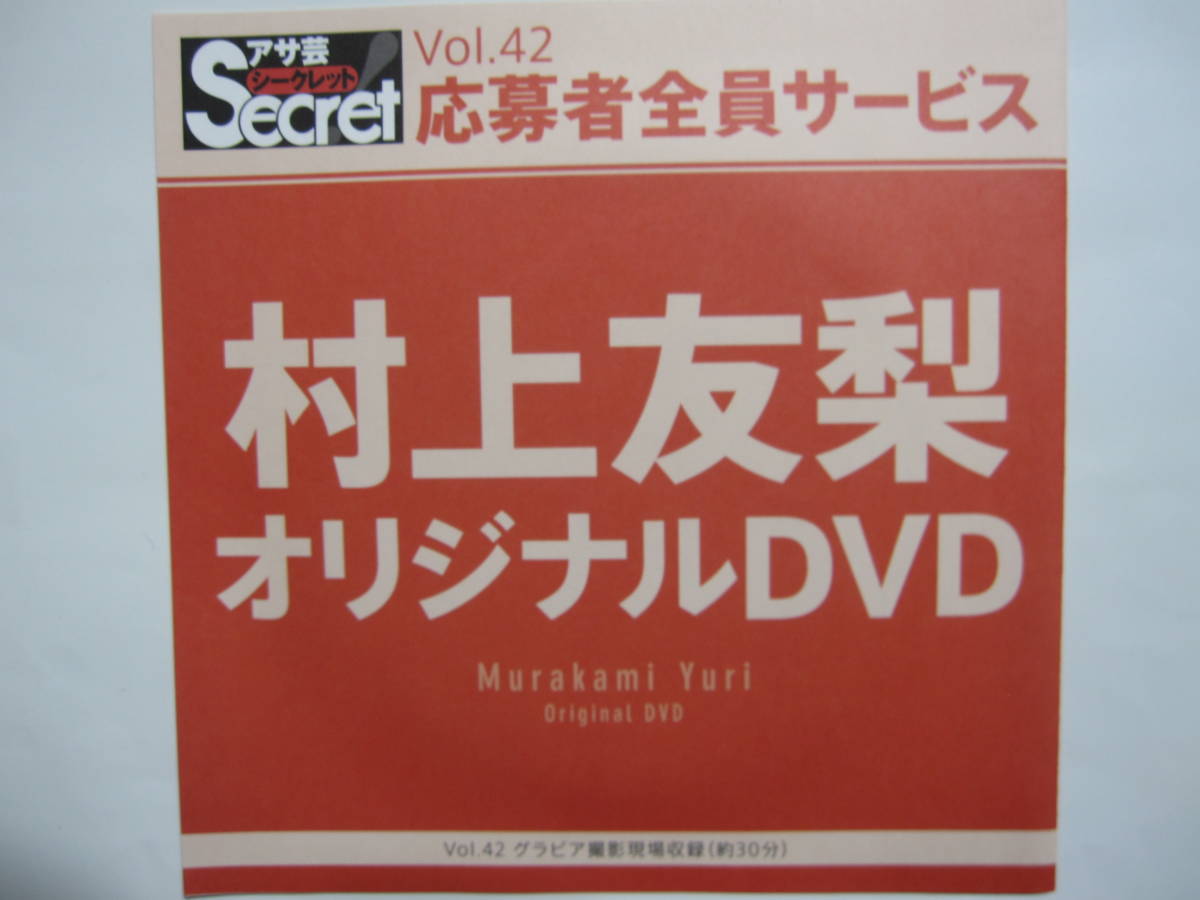 アサ芸
シークレット!
Secret
Vol.42
応募者全員サービス
村上友梨
オリジナルDVD
Murakami Yuri
Original DVD
Vol.42 グラビア撮影現場収録(約30分)